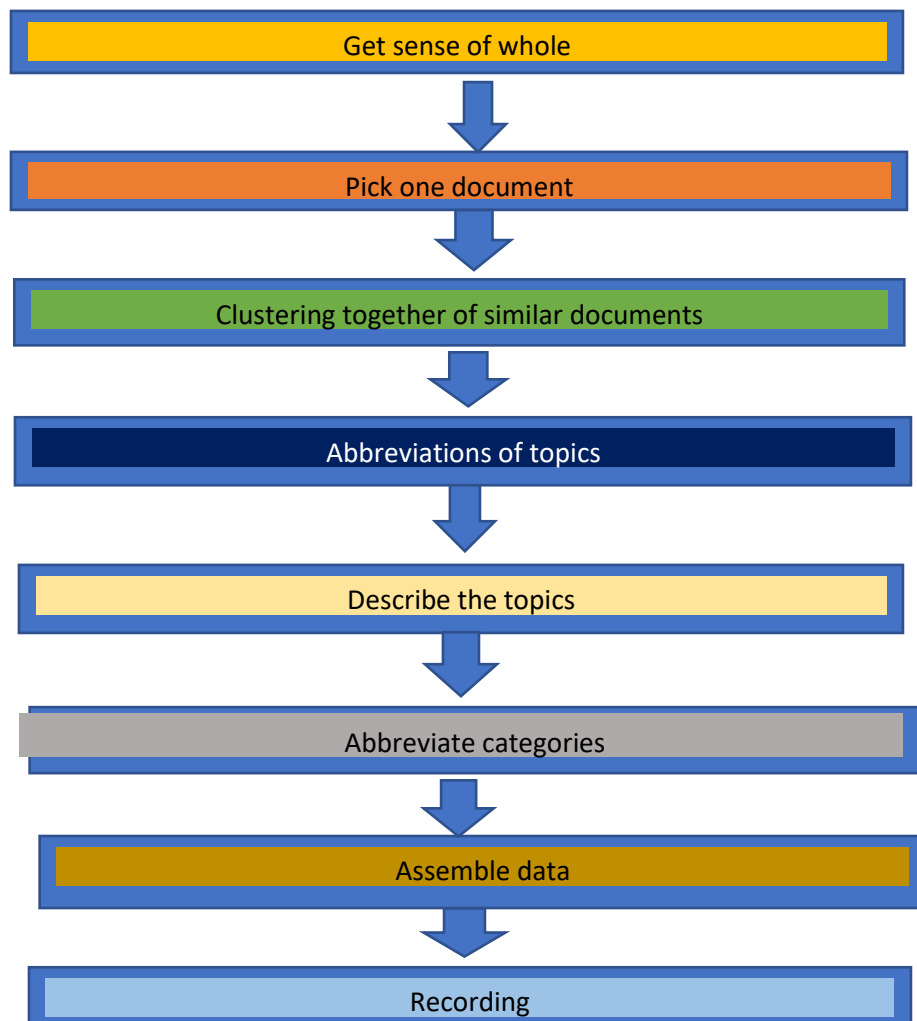 Get sense of whole
Pick one document
Clustering together of similar documents
Abbreviations of topics
Describe the topics
Abbreviate categories
Assemble data
Recording